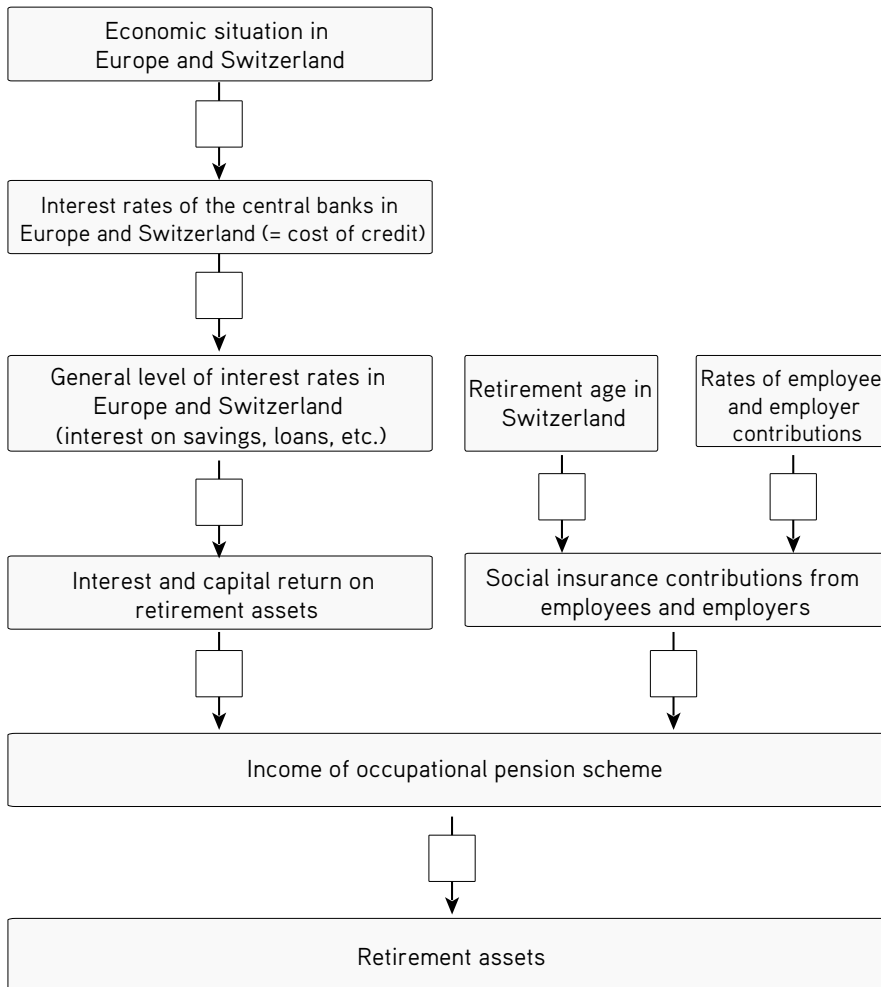 Economic situation in
Europe and Switzerland
Interest rates of the central banks in
Europe and Switzerland (= cost of credit)
General level of interest rates in
Europe and Switzerland
(interest on savings, loans, etc.)
Retirement age in
Switzerland
Rates of employee
and employer
contributions
Interest and capital return on
retirement assets
Social insurance contributions from
employees and employers
Income of occupational pension scheme
Retirement assets